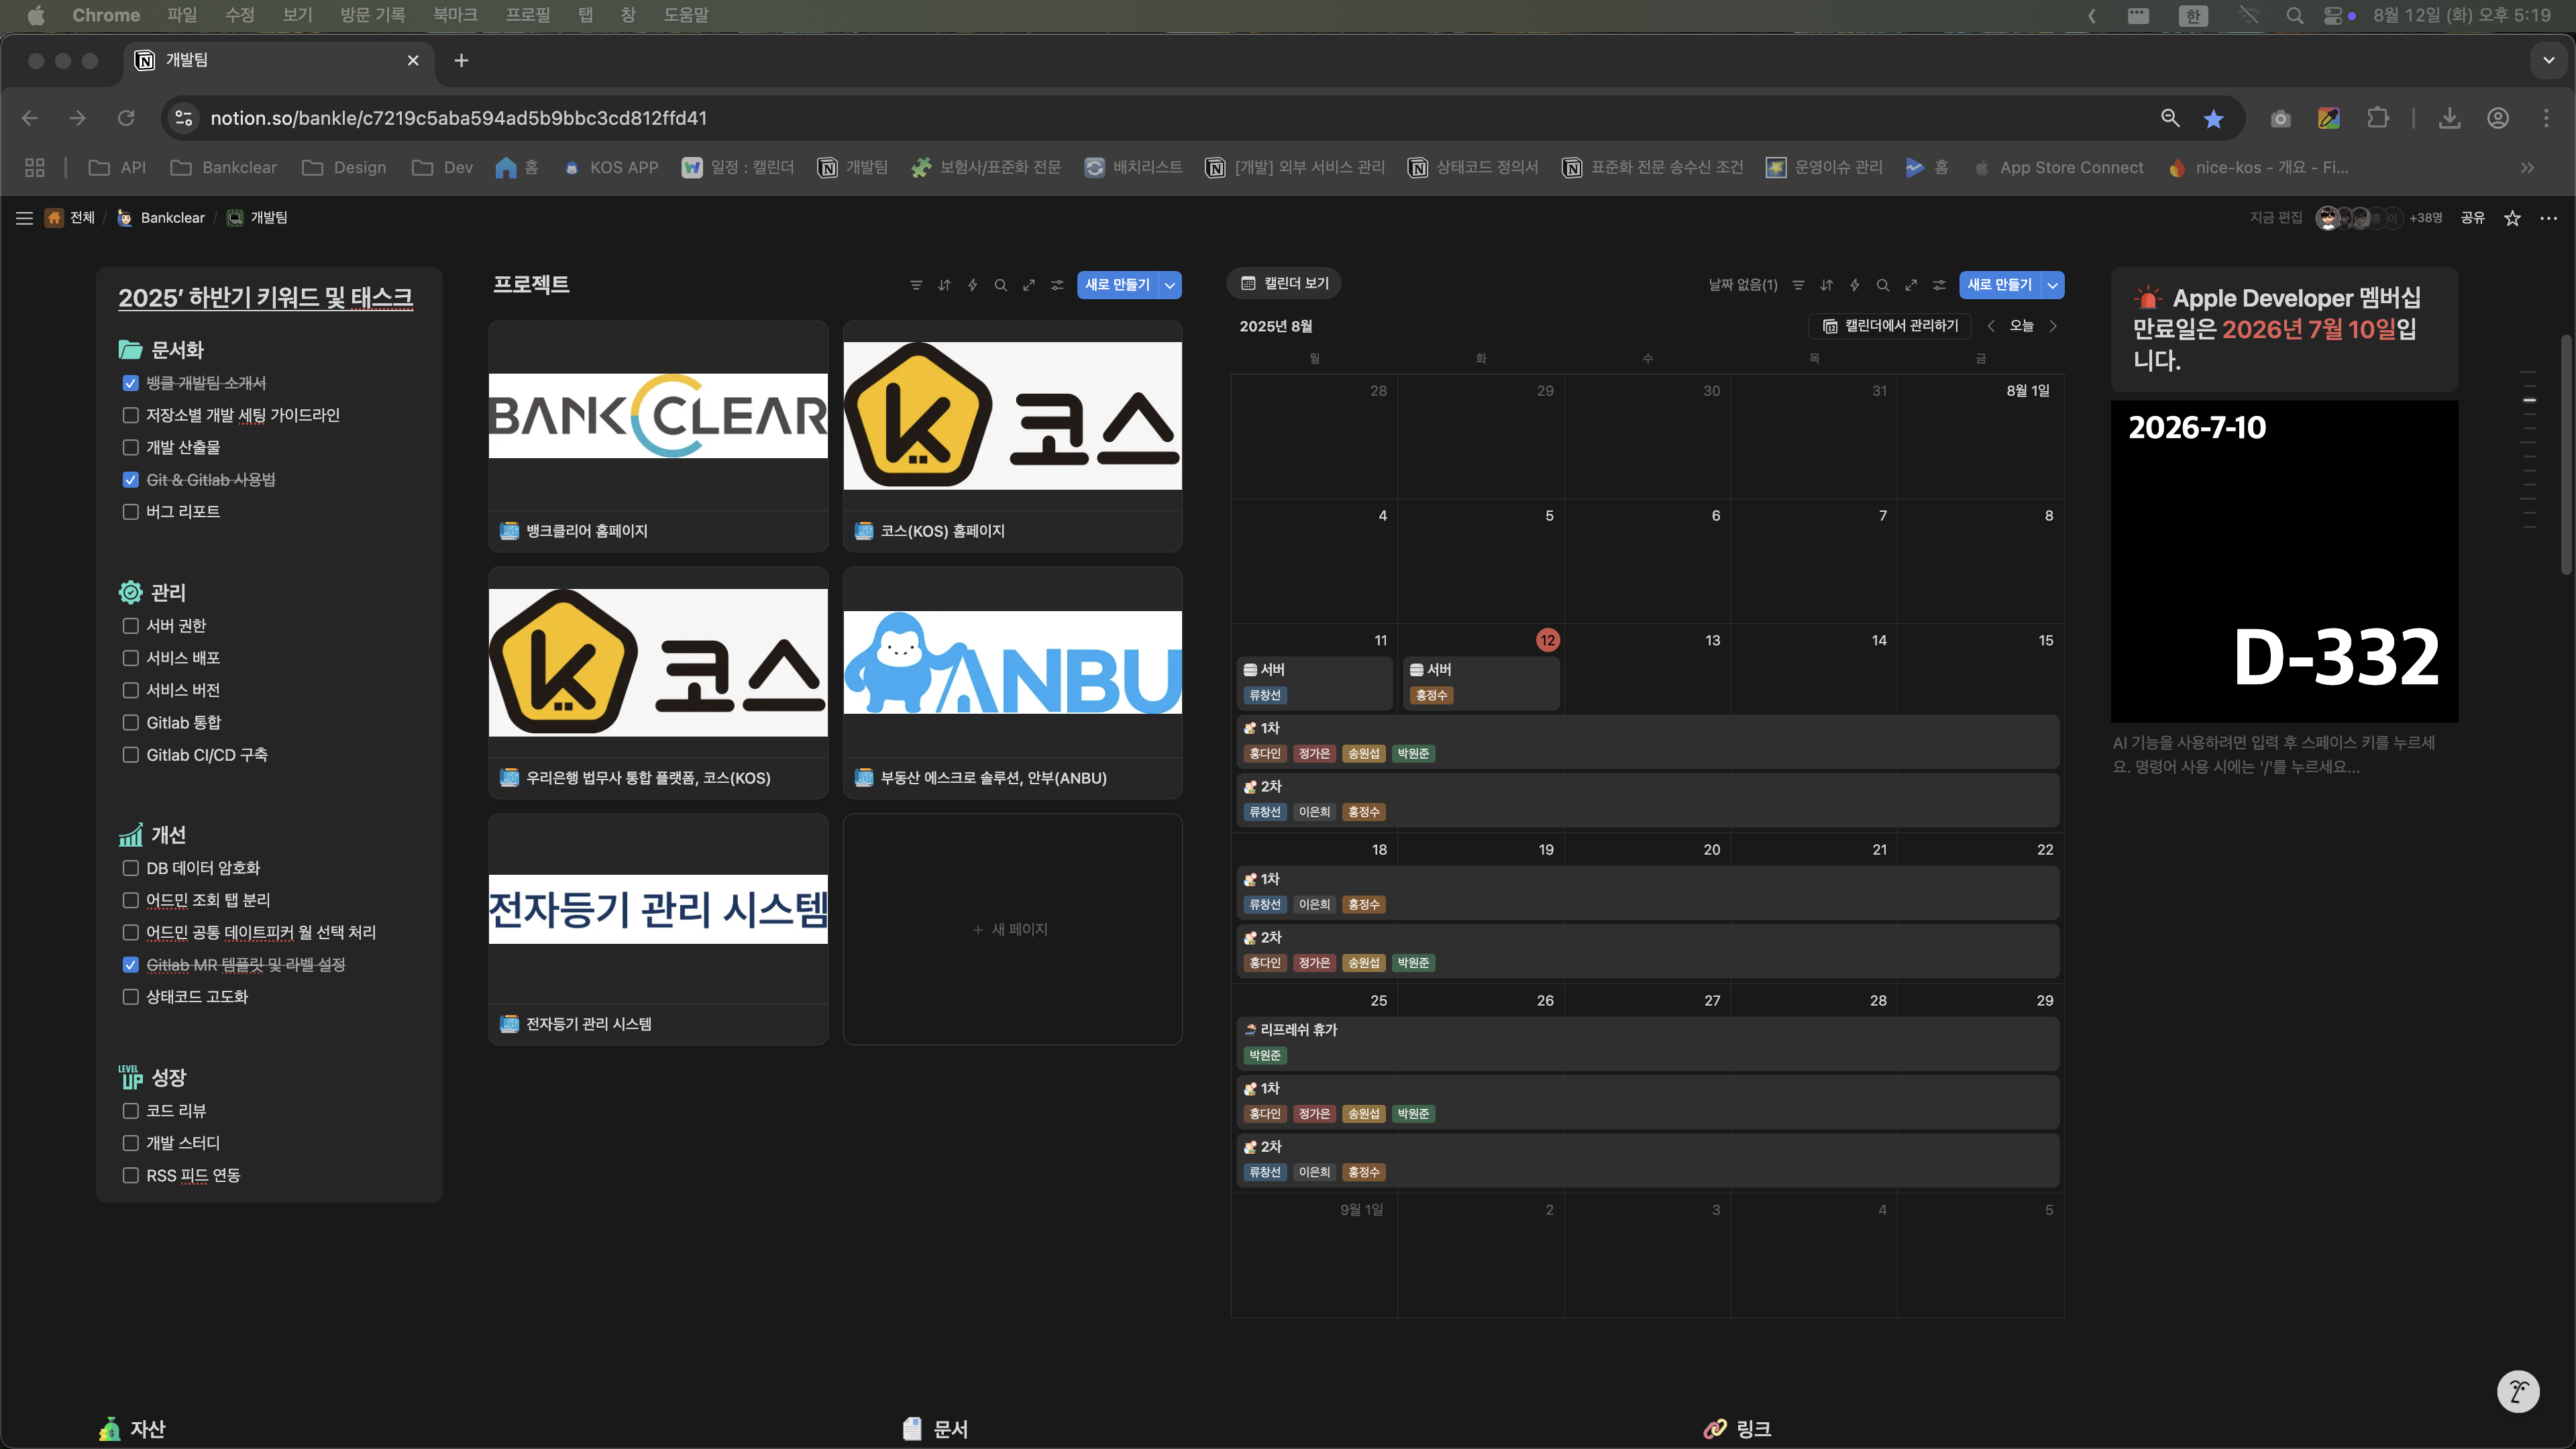 Chrome 파일 수정 보기 방문 기록 북마크 프로필 탭 창 도움말
한 8월 12일 (화) 오후 5:19
개발팀
notion.so/bankle/c7219c5aba594ad5b9bbc3cd812ffd41
API Bankclear Design Dev 홈 KOS APP 일정 : 캘린더 개발팀 보험사/표준화 전문 배치리스트 [개발] 외부 서비스 관리 상태코드 정의서 표준화 전문 송수신 조건 운영이슈 관리 홈 App Store Connect nice-kos - 개요 - Fi...
전체 / Bankclear / 개발팀
지금 편집 +38명 공유
2025’ 하반기 키워드 및 태스크
문서화
뱅클 개발팀 소개서
저장소별 개발 세팅 가이드라인
개발 산출물
Git & Gitlab 사용법
버그 리포트
관리
서버 권한
서비스 배포
서비스 버전
Gitlab 통합
Gitlab CI/CD 구축
개선
DB 데이터 암호화
어드민 조회 탭 분리
어드민 공통 데이트피커 월 선택 처리
Gitlab MR 템플릿 및 라벨 설정
상태코드 고도화
LEVEL UP 성장
코드 리뷰
개발 스터디
RSS 피드 연동
프로젝트
새로 만들기
BANKCLEAR
뱅크클리어 홈페이지
코스
코스(KOS) 홈페이지
코스
우리은행 법무사 통합 플랫폼, 코스(KOS)
ANBU
부동산 에스크로 솔루션, 안부(ANBU)
전자등기 관리 시스템
전자등기 관리 시스템
+ 새 페이지
캘린더 보기
날짜 없음(1)
새로 만들기
2025년 8월
캘린더에서 관리하기 오늘
월 화 수 목 금
28 29 30 31 8월 1일
4 5 6 7 8
11 12 13 14 15
서버
류창선
서버
홍정수
1차
홍다인 정가은 송원섭 박원준
2차
류창선 이은희 홍정수
18 19 20 21 22
1차
류창선 이은희 홍정수
2차
홍다인 정가은 송원섭 박원준
25 26 27 28 29
리프레쉬 휴가
박원준
1차
홍다인 정가은 송원섭 박원준
2차
류창선 이은희 홍정수
9월 1일 2 3 4 5
Apple Developer 멤버십
만료일은 2026년 7월 10일입
니다.
2026-7-10
D-332
AI 기능을 사용하려면 입력 후 스페이스 키를 누르세
요. 명령어 사용 시에는 '/'를 누르세요...
자산
문서
링크